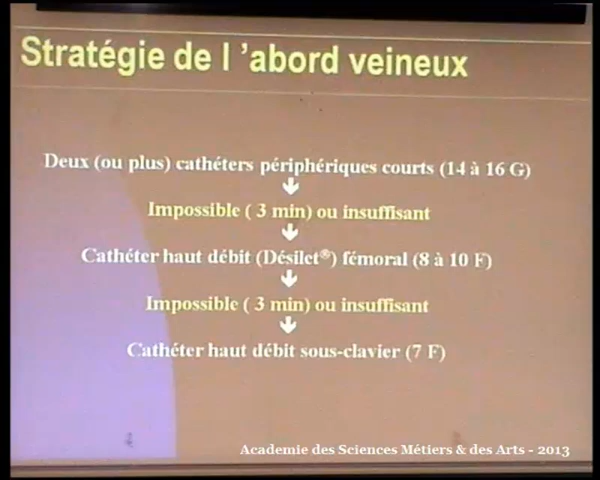 Stratégie de l ’abord veineux
Deux (ou plus) cathéters périphériques courts (14 à 16 G)
Impossible ( 3 min) ou insuffisant
Cathéter haut débit (Désilet®) fémoral (8 à 10 F)
Impossible ( 3 min) ou insuffisant
Cathéter haut débit sous-clavier (7 F)
Academie des Sciences Métiers & des Arts - 2013